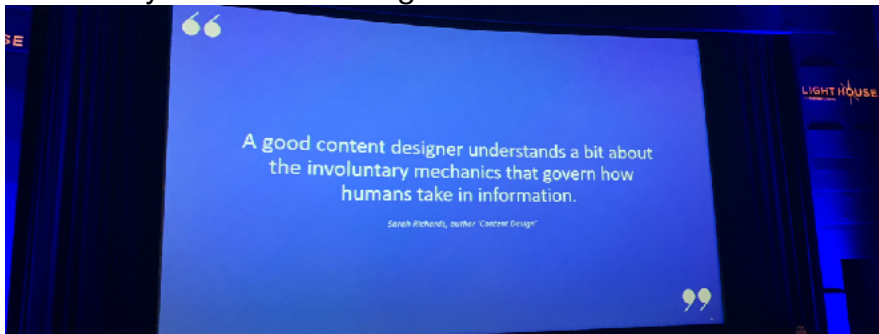 “
SE
LIGHTHOUSE
A good content designer understands a bit about
the involuntary mechanics that govern how
humans take in information.
Sarah Richards, author 'Content Design'
”